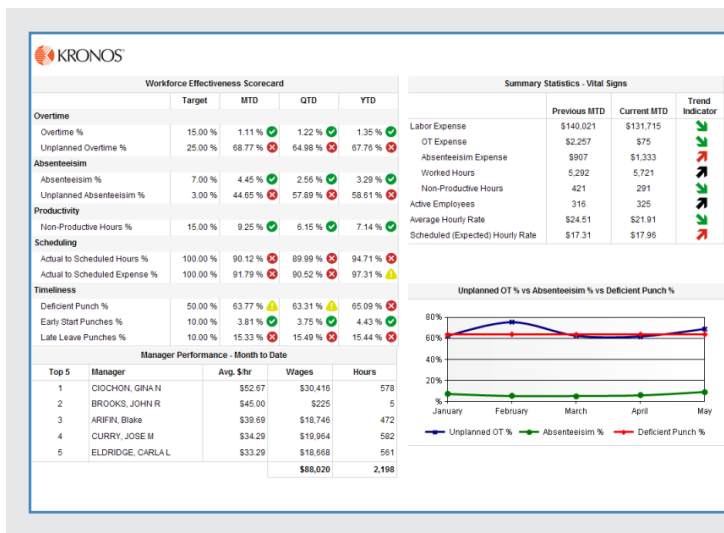 KRONOS
Workforce Effectiveness Scorecard
Target MTD QTD YTD
Overtime
Overtime % 15.00 % 1.11 % 1.22 % 1.35 %
Unplanned Overtime % 25.00 % 68.77 % 64.98 % 67.76 %
Absenteeisim
Absenteeisim % 7.00 % 4.45 % 2.56 % 3.29 %
Unplanned Absenteeisim % 3.00 % 44.65 % 57.89 % 58.61 %
Productivity
Non-Productive Hours % 15.00 % 9.25 % 6.15 % 7.14 %
Scheduling
Actual to Scheduled Hours % 100.00 % 90.12 % 89.99 % 94.71 %
Actual to Scheduled Expense % 100.00 % 91.79 % 90.52 % 97.31 %
Timeliness
Deficient Punch % 50.00 % 63.77 % 63.31 % 65.09 %
Early Start Punches % 10.00 % 3.81 % 3.75 % 4.43 %
Late Leave Punches % 10.00 % 15.33 % 15.49 % 15.44 %
Manager Performance - Month to Date
Top 5 Manager Avg. $/hr Wages Hours
1 CIOCHON, GINA N $52.67 $30,416 578
2 BROOKS, JOHN R $45.00 $225 5
3 ARIFIN, Blake $39.69 $18,746 472
4 CURRY, JOSE M $34.29 $19,964 582
5 ELDRIDGE, CARLA L $33.29 $18,668 561
$88,020 2,198
Summary Statistics - Vital Signs
Previous MTD Current MTD Trend Indicator
Labor Expense $140,021 $131,715
OT Expense $2,257 $75
Absenteeisim Expense $907 $1,333
Worked Hours 5,292 5,721
Non-Productive Hours 421 291
Active Employees 316 325
Average Hourly Rate $24.51 $21.91
Scheduled (Expected) Hourly Rate $17.31 $17.96
Unplanned OT % vs Absenteeisim % vs Deficient Punch %
80%
60%
40%
20%
%
January February March April May
Unplanned OT % Absenteeisim % Deficient Punch %